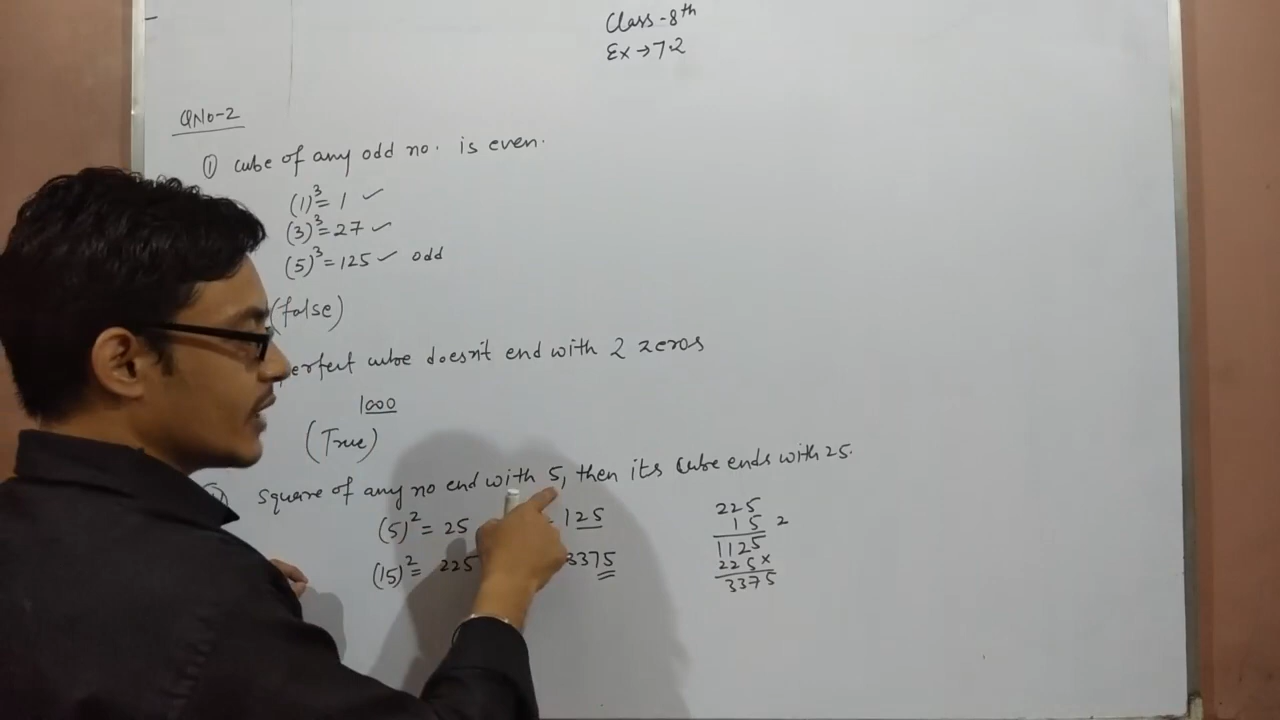 Class-8th
Ex→7.2
QNo-2
① cube of any odd no. is even.
(1)³= 1 ✓
(3)³=27 ✓
(5)³=125 ✓ odd
(false)
perfect cube doesn't end with 2 zeros
1000
(True)
square of any no end with 5, then its cube ends with 25.
(5)²= 25 125
(15)²= 225 3375
225
15 2
1125
225×
3375